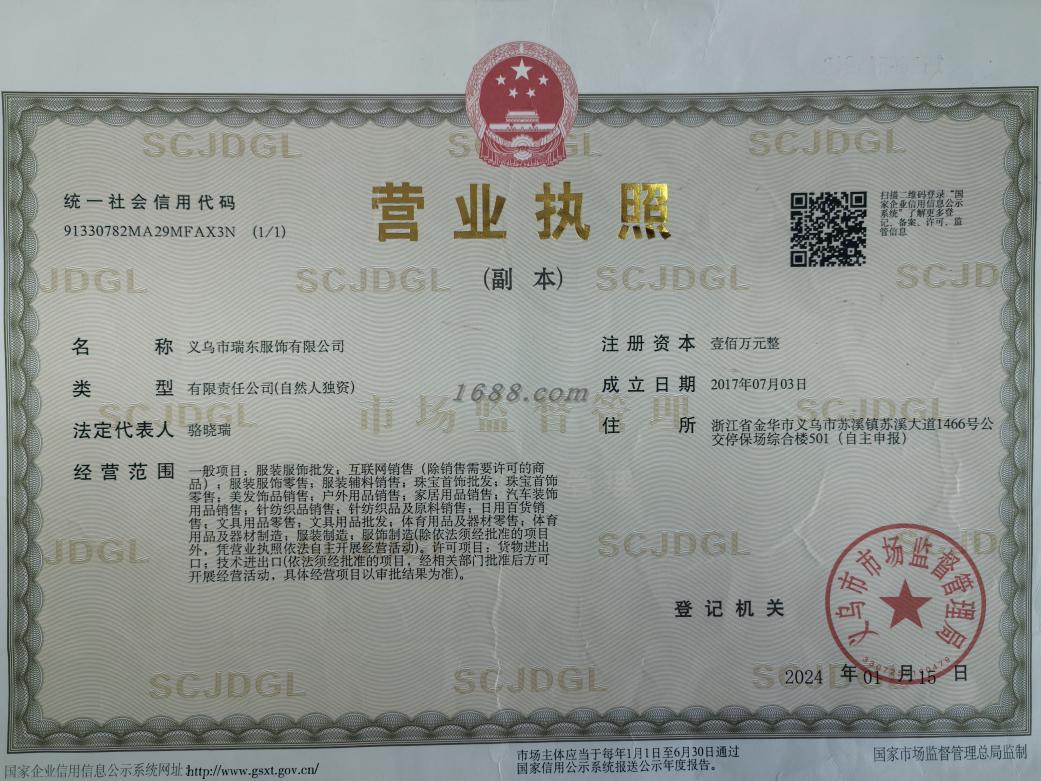 SCJDGL SCJDGL SCJDGL
统一社会信用代码
91330782MA29MFAX3N (1/1)
营业执照
(副 本)
扫描二维码登录“国
家企业信用信息公示
系统”了解更多登
记、备案、许可、监
管信息
JDGL SCJDGL SCJDGL SCJD
名 称 义乌市瑞东服饰有限公司
注册资本 壹佰万元整
类 型 有限责任公司(自然人独资)
成立日期 2017年07月03日
1688.com
SCJDGL 市场监督管理 SCJDGL
法定代表人 骆晓瑞
住 所 浙江省金华市义乌市苏溪镇苏溪大道1466号公
交停保场综合楼501（自主申报）
经营范围 一般项目：服装服饰批发；互联网销售（除销售需要许可的商
品）；服装服饰零售；服装辅料销售；珠宝首饰批发；珠宝首饰
零售；美发饰品销售；户外用品销售；家居用品销售；汽车装饰
用品销售；针纺织品销售；针纺织品及原料销售；日用百货销
售；文具用品零售；文具用品批发；体育用品及器材零售；体育
用品及器材制造；服装制造；服饰制造(除依法须经批准的项目
外，凭营业执照依法自主开展经营活动)。许可项目：货物进出
口；技术进出口(依法须经批准的项目，经相关部门批准后方可
开展经营活动，具体经营项目以审批结果为准)。
JDGL SCJDGL SCJD
登记机关
义乌市市场监督管理局
2024 年 01 月 15 日
SCJDGL SCJDGL SCJDGL
国家企业信用信息公示系统网址:http://www.gsxt.gov.cn/
市场主体应当于每年1月1日至6月30日通过
国家信用公示系统报送公示年度报告。
国家市场监督管理总局监制